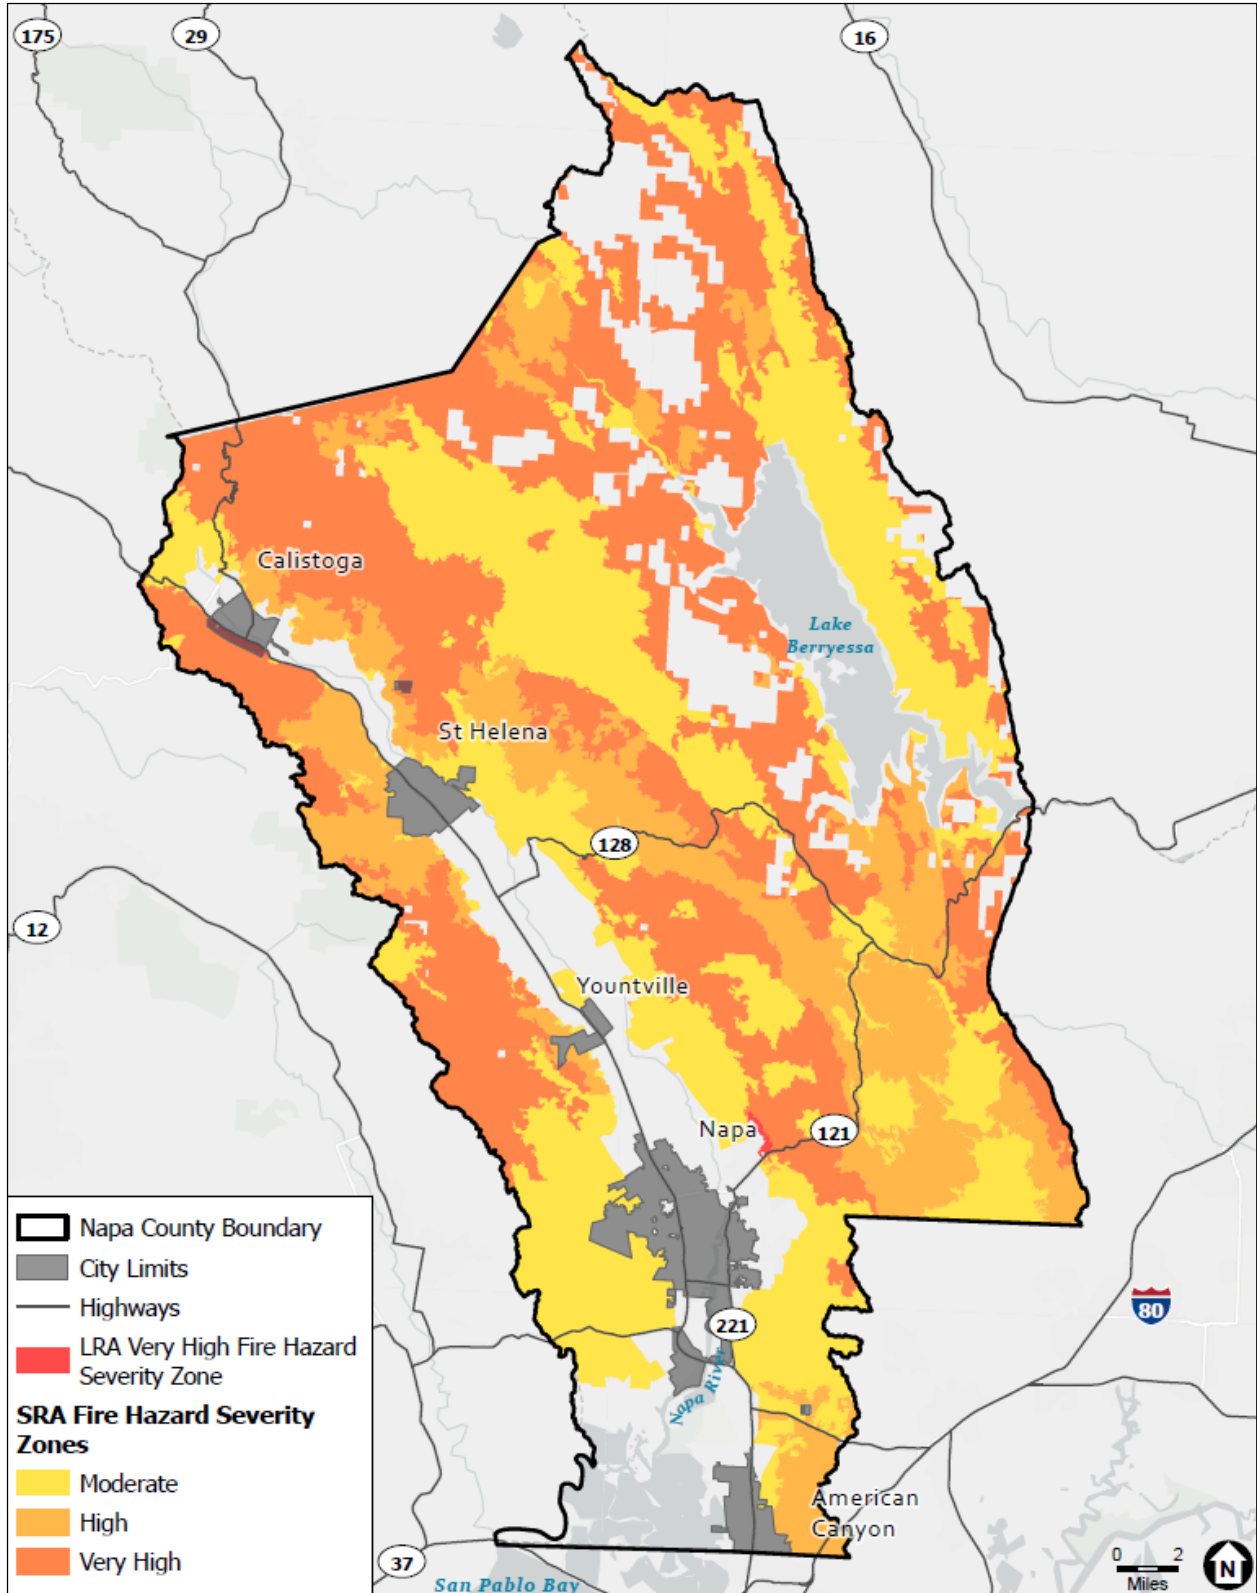 175
29
16
Calistoga
Lake
Berryessa
St Helena
128
12
Yountville
Napa
121
80
221
Napa River
American
Canyon
37
San Pablo Bay
Napa County Boundary
City Limits
Highways
LRA Very High Fire Hazard
Severity Zone
SRA Fire Hazard Severity
Zones
Moderate
High
Very High
0 2
Miles
N